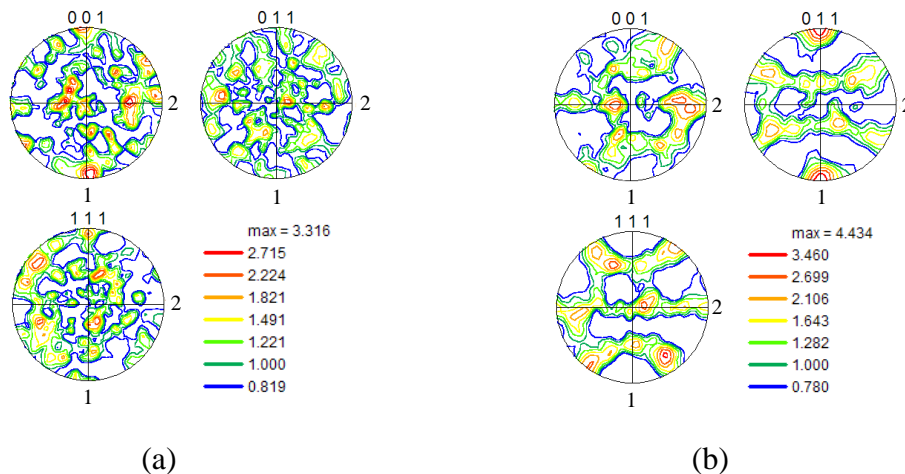 0 0 1
0 1 1
2
2
1
1
1 1 1
2
1
max = 3.316
2.715
2.224
1.821
1.491
1.221
1.000
0.819
(a)
0 0 1
0 1 1
2
2
1
1
1 1 1
2
1
max = 4.434
3.460
2.699
2.106
1.643
1.282
1.000
0.780
(b)